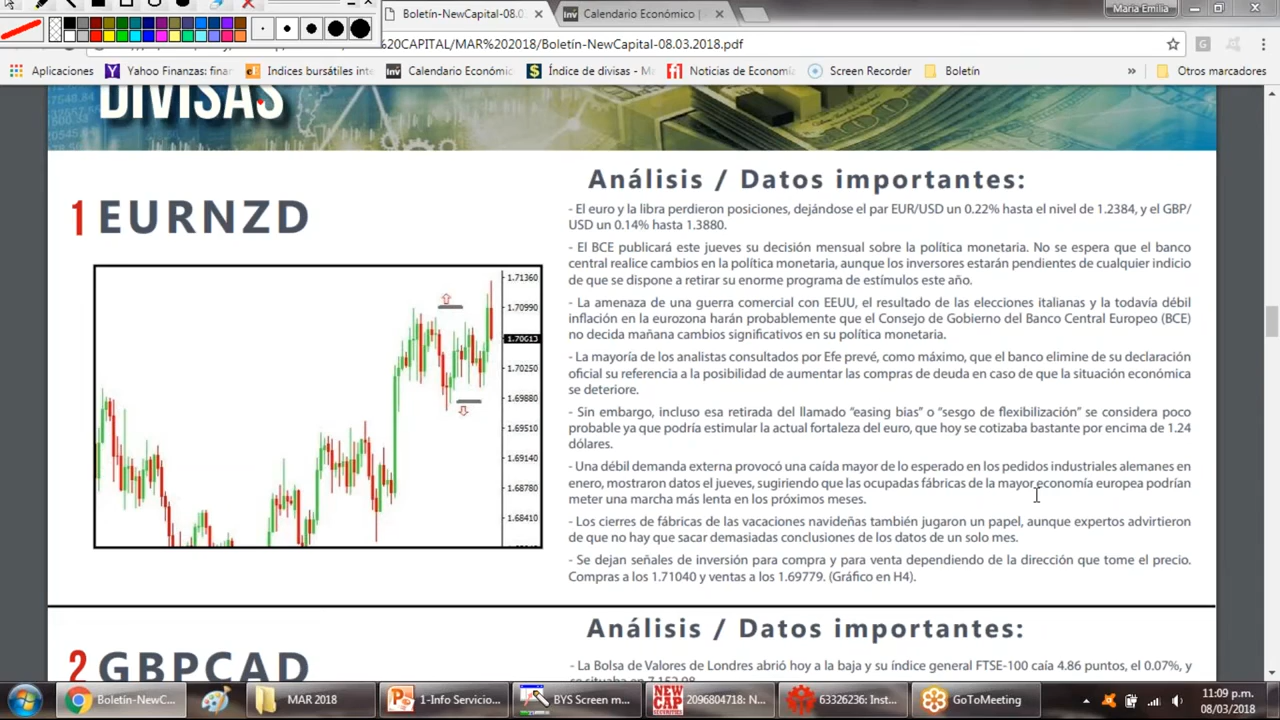 Boletín-NewCapital-08.0
Calendario Económico |
Maria Emilia
%20CAPITAL/MAR%202018/Boletín-NewCapital-08.03.2018.pdf
Aplicaciones
Yahoo Finanzas: finan
Indices bursátiles inte
Calendario Económic
Índice de divisas - Ma
Noticias de Economía
Screen Recorder
Boletín
»
Otros marcadores
DIVISAS
1 EURNZD
1.71360
1.70990
1.70613
1.70250
1.69880
1.69510
1.69140
1.68780
1.68410
Análisis / Datos importantes:
- El euro y la libra perdieron posiciones, dejándose el par EUR/USD un 0.22% hasta el nivel de 1.2384, y el GBP/
USD un 0.14% hasta 1.3880.
- El BCE publicará este jueves su decisión mensual sobre la política monetaria. No se espera que el banco
central realice cambios en la política monetaria, aunque los inversores estarán pendientes de cualquier indicio
de que se dispone a retirar su enorme programa de estímulos este año.
- La amenaza de una guerra comercial con EEUU, el resultado de las elecciones italianas y la todavía débil
inflación en la eurozona harán probablemente que el Consejo de Gobierno del Banco Central Europeo (BCE)
no decida mañana cambios significativos en su política monetaria.
- La mayoría de los analistas consultados por Efe prevé, como máximo, que el banco elimine de su declaración
oficial su referencia a la posibilidad de aumentar las compras de deuda en caso de que la situación económica
se deteriore.
- Sin embargo, incluso esa retirada del llamado “easing bias” o “sesgo de flexibilización” se considera poco
probable ya que podría estimular la actual fortaleza del euro, que hoy se cotizaba bastante por encima de 1.24
dólares.
- Una débil demanda externa provocó una caída mayor de lo esperado en los pedidos industriales alemanes en
enero, mostraron datos el jueves, sugiriendo que las ocupadas fábricas de la mayor economía europea podrían
meter una marcha más lenta en los próximos meses.
- Los cierres de fábricas de las vacaciones navideñas también jugaron un papel, aunque expertos advirtieron
de que no hay que sacar demasiadas conclusiones de los datos de un solo mes.
- Se dejan señales de inversión para compra y para venta dependiendo de la dirección que tome el precio.
Compras a los 1.71040 y ventas a los 1.69779. (Gráfico en H4).
2 GBPCAD
Análisis / Datos importantes:
- La Bolsa de Valores de Londres abrió hoy a la baja y su índice general FTSE-100 caía 4.86 puntos, el 0.07%, y
Boletín-NewC...
MAR 2018
1-Info Servicio...
BYS Screen m...
NEW CAP
2096804718: N...
63326236: Inst...
GoToMeeting
11:09 p.m.
08/03/2018